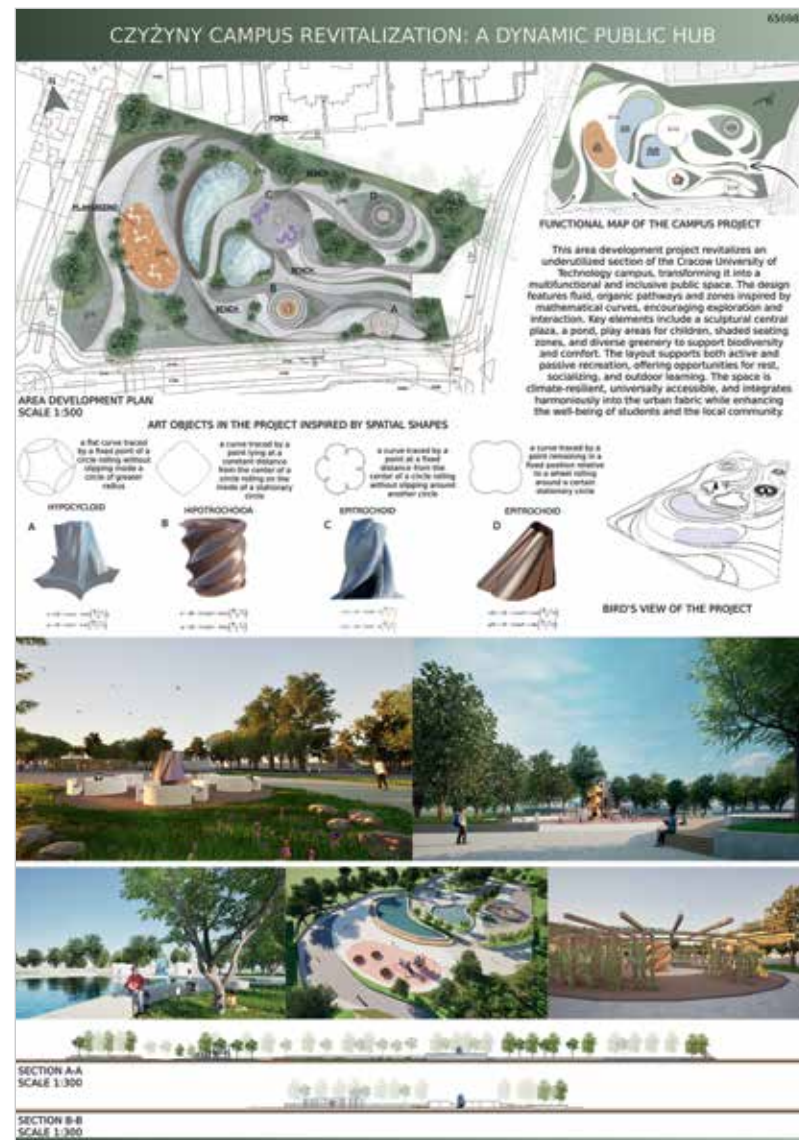 65098
CZYŻYNY CAMPUS REVITALIZATION: A DYNAMIC PUBLIC HUB
N
POND
BENCH
PLAYGROUND
C
D
BENCH
B
BENCH
A
AREA DEVELOPMENT PLAN
SCALE 1:500
FUNCTIONAL MAP OF THE CAMPUS PROJECT
This area development project revitalizes an
underutilized section of the Cracow University of
Technology campus, transforming it into a
multifunctional and inclusive public space. The design
features fluid, organic pathways and zones inspired by
mathematical curves, encouraging exploration and
interaction. Key elements include a sculptural central
plaza, a pond, play areas for children, shaded seating
zones, and diverse greenery to support biodiversity
and comfort. The layout supports both active and
passive recreation, offering opportunities for rest,
socializing, and outdoor learning. The space is
climate-resilient, universally accessible, and integrates
harmoniously into the urban fabric while enhancing
the well-being of students and the local community
ART OBJECTS IN THE PROJECT INSPIRED BY SPATIAL SHAPES
a flat curve traced
by a fixed point of a
circle rolling without
slipping inside a
circle of greater
radius
a curve traced by a
point lying at a
constant distance
from the center of a
circle rolling on the
inside of a stationary
circle
a curve traced by a
point at a fixed
distance from the
center of a circle rolling
without slipping around
another circle
a curve traced by a
point remaining in a
fixed position relative
to a wheel rolling
around a certain
stationary circle
HYPOCYCLOID
HIPOTROCHOIDA
EPITROCHOID
EPITROCHOID
A
B
C
D
BIRD'S VIEW OF THE PROJECT
SECTION A-A
SCALE 1:300
SECTION B-B
SCALE 1:300